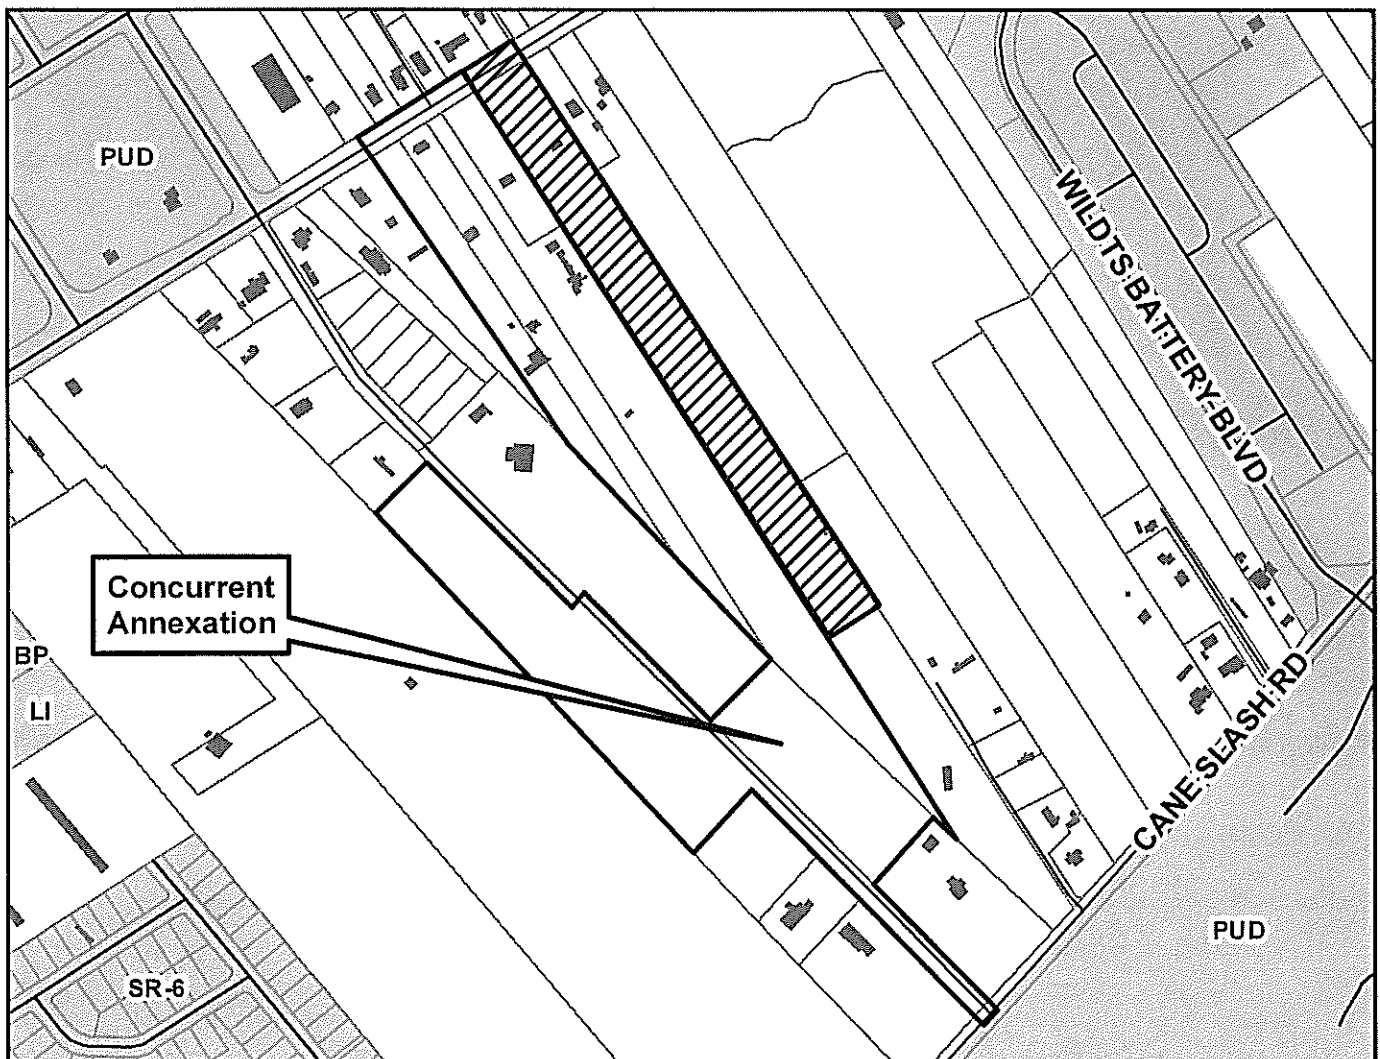 PUD
WILDTS BATTERY BLVD
Concurrent
Annexation
BP
LI
CANE SLASH RD
PUD
SR-6